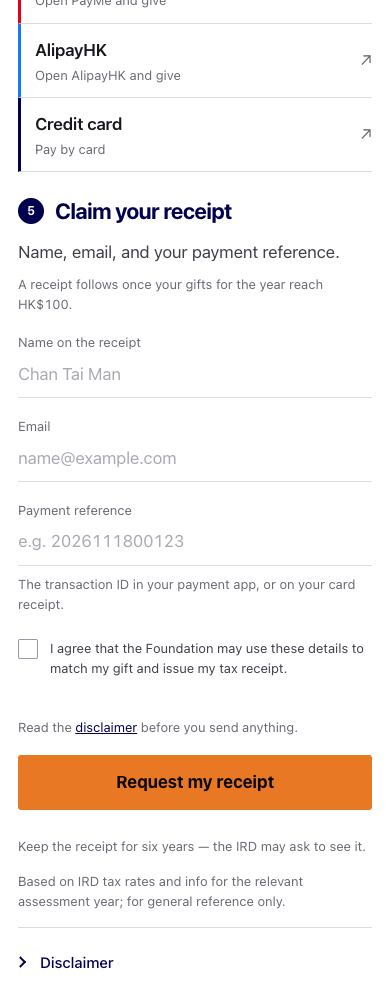 Open PayMe and give
AlipayHK
Open AlipayHK and give
Credit card
Pay by card
5 Claim your receipt
Name, email, and your payment reference.
A receipt follows once your gifts for the year reach
HK$100.
Name on the receipt
Chan Tai Man
Email
name@example.com
Payment reference
e.g. 2026111800123
The transaction ID in your payment app, or on your card
receipt.
I agree that the Foundation may use these details to
match my gift and issue my tax receipt.
Read the disclaimer before you send anything.
Request my receipt
Keep the receipt for six years — the IRD may ask to see it.
Based on IRD tax rates and info for the relevant
assessment year; for general reference only.
Disclaimer